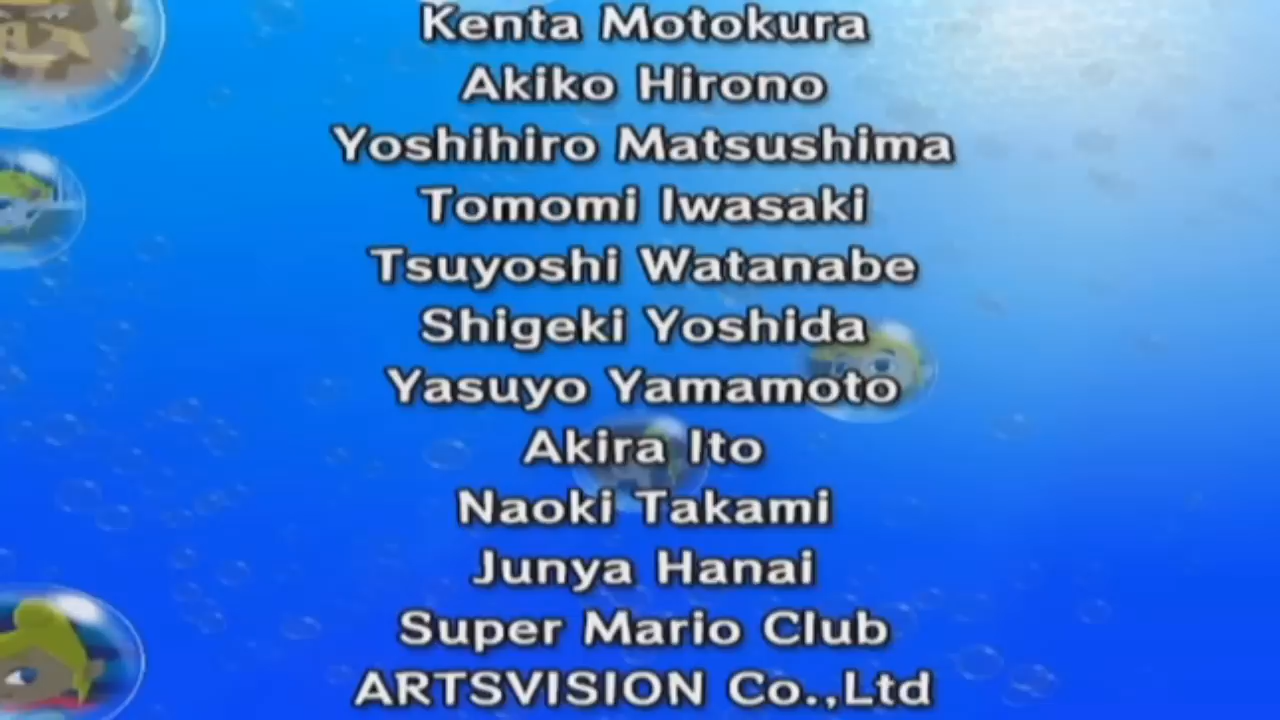 Kenta Motokura
Akiko Hirono
Yoshihiro Matsushima
Tomomi Iwasaki
Tsuyoshi Watanabe
Shigeki Yoshida
Yasuyo Yamamoto
Akira Ito
Naoki Takami
Junya Hanai
Super Mario Club
ARTSVISION Co.,Ltd